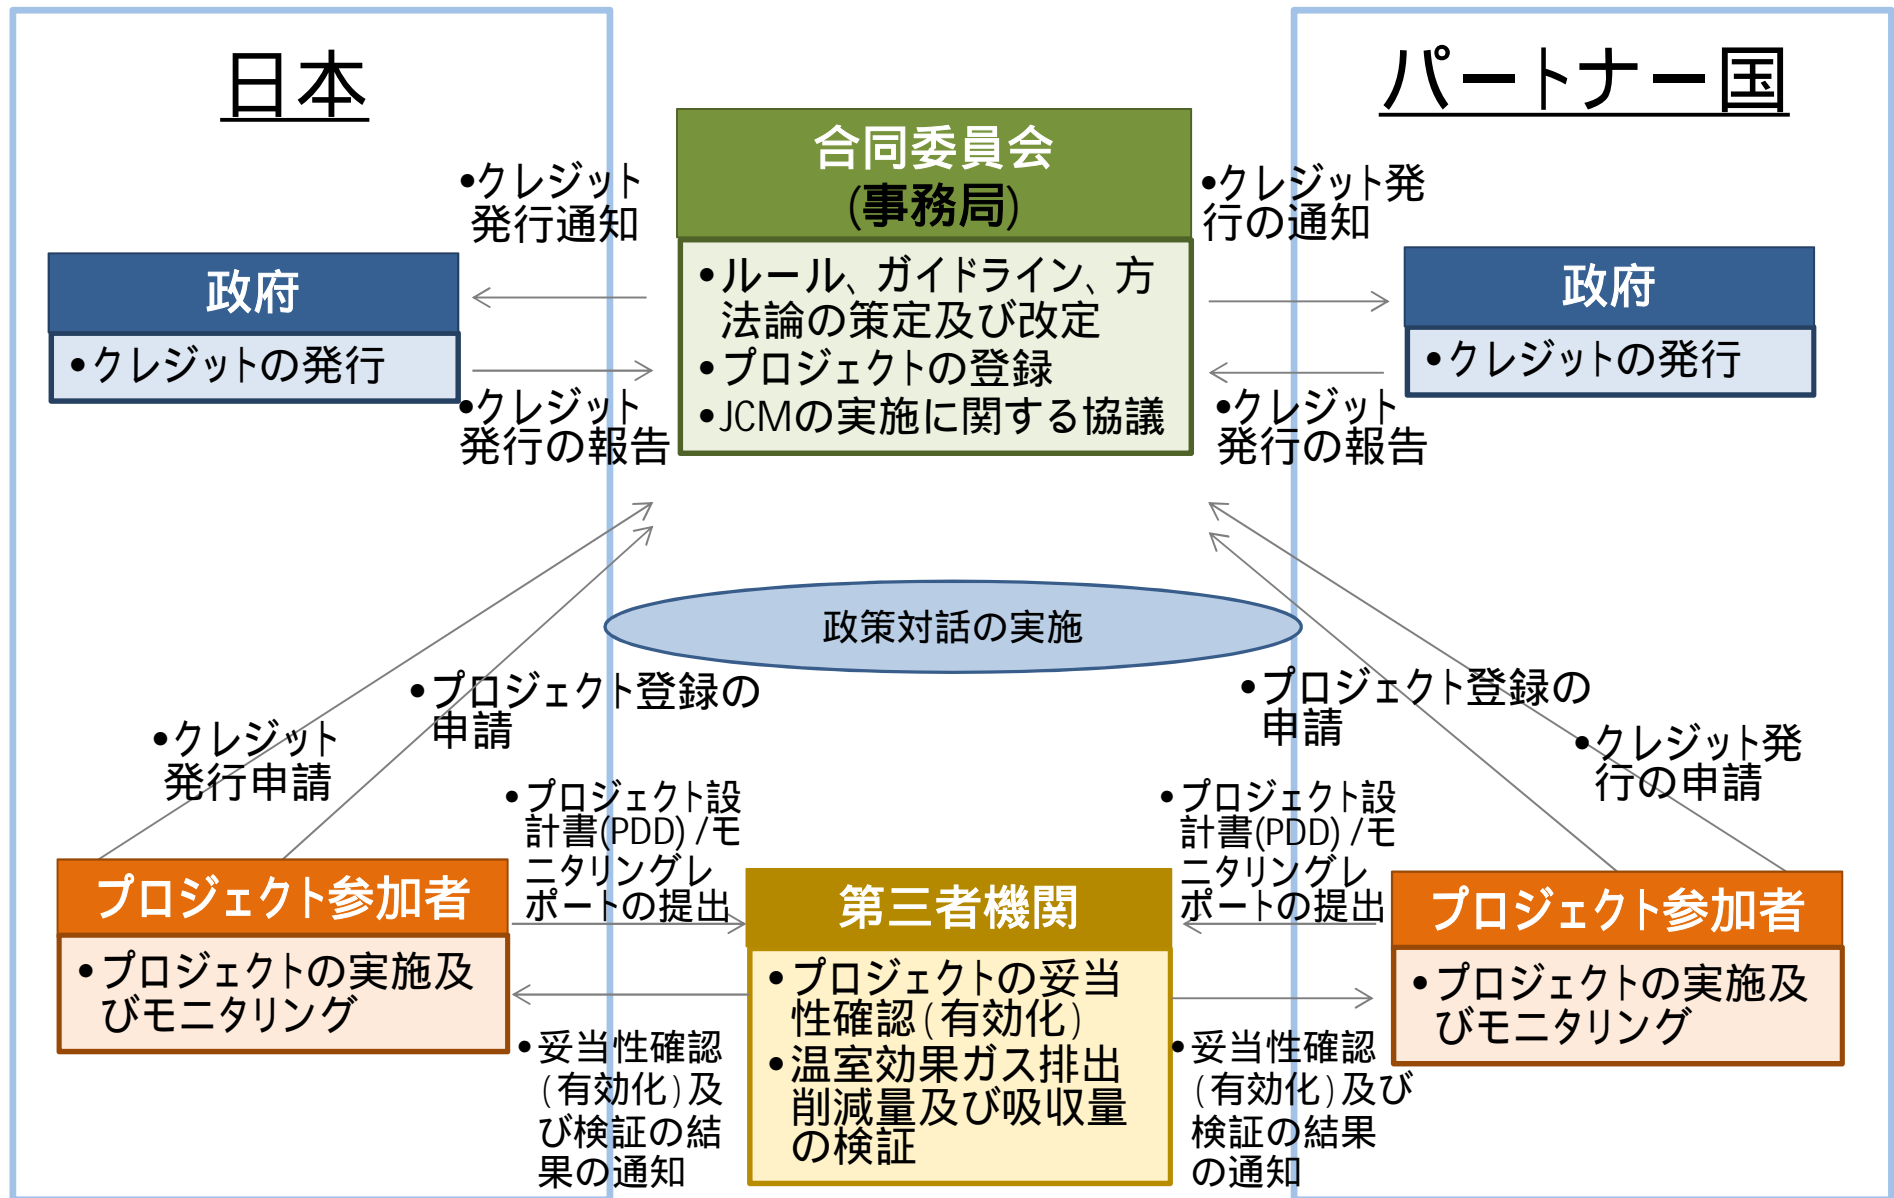 日本
パートナー国
合同委員会
(事務局)
•クレジット
発行通知
•クレジット発
行の通知
政府
•クレジットの発行
•ルール、ガイドライン、方
法論の策定及び改定
•プロジェクトの登録
•JCMの実施に関する協議
政府
•クレジットの発行
•クレジット
発行の報告
•クレジット
発行の報告
政策対話の実施
•プロジェクト登録の
申請
•クレジット
発行申請
•プロジェクト登録の
申請
•クレジット発
行の申請
•プロジェクト設
計書(PDD) /モ
ニタリングレ
ポートの提出
•プロジェクト設
計書(PDD) /モ
ニタリングレ
ポートの提出
プロジェクト参加者
•プロジェクトの実施及
びモニタリング
第三者機関
•プロジェクトの妥当
性確認(有効化)
•温室効果ガス排出
削減量及び吸収量
の検証
プロジェクト参加者
•プロジェクトの実施及
びモニタリング
•妥当性確認
(有効化)及
び検証の結
果の通知
•妥当性確認
(有効化)及び
検証の結果
の通知